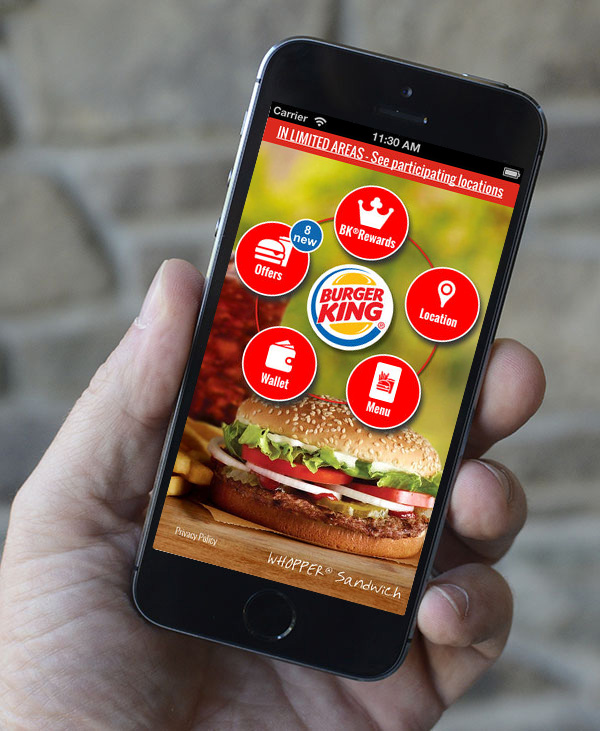 Carrier 11:30 AM
IN LIMITED AREAS - See participating locations
BK®Rewards
8
new
Offers
BURGER
KING®
Location
Wallet
Menu
Privacy Policy
WHOPPER® Sandwich